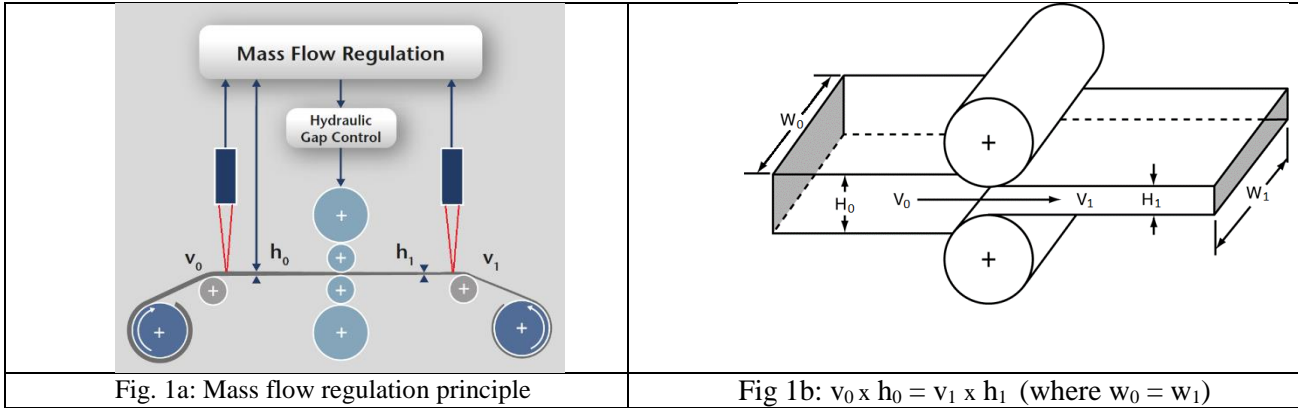 Mass Flow Regulation
Hydraulic
Gap Control
v₀
h₀
h₁
v₁
W₀
H₀
V₀
V₁
H₁
W₁
Fig. 1a: Mass flow regulation principle
Fig 1b: v₀ x h₀ = v₁ x h₁ (where w₀ = w₁)